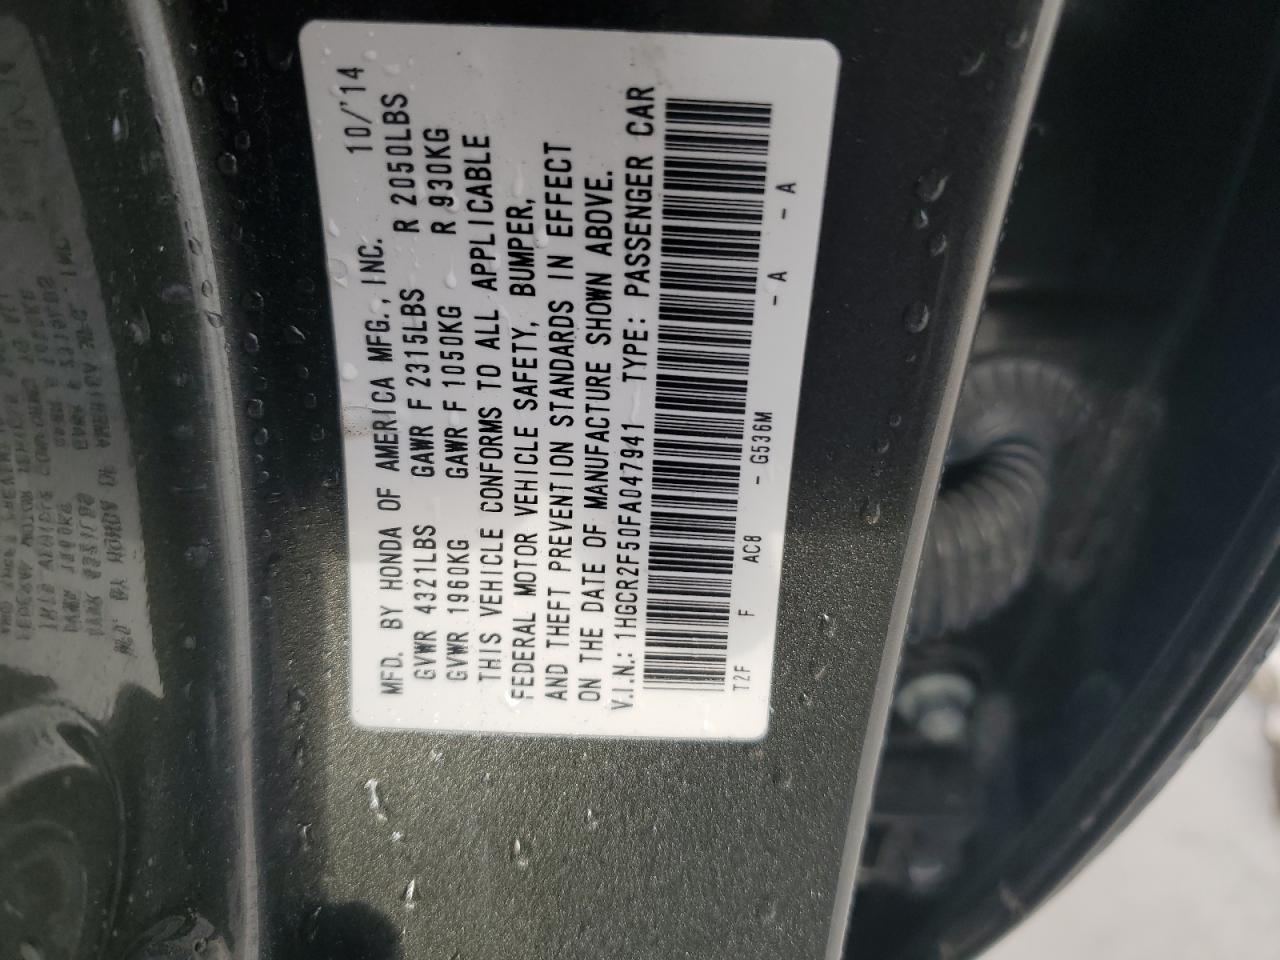 10/'14
MFD. BY HONDA OF AMERICA MFG., INC.
GVWR 4321LBS GAWR F 2315LBS R 2050LBS
GVWR 1960KG GAWR F 1050KG R 930KG
THIS VEHICLE CONFORMS TO ALL APPLICABLE
FEDERAL MOTOR VEHICLE SAFETY, BUMPER,
AND THEFT PREVENTION STANDARDS IN EFFECT
ON THE DATE OF MANUFACTURE SHOWN ABOVE.
V.I.N.: 1HGCR2F50FA047941 TYPE: PASSENGER CAR
T2F F AC8 - G536M - A - A